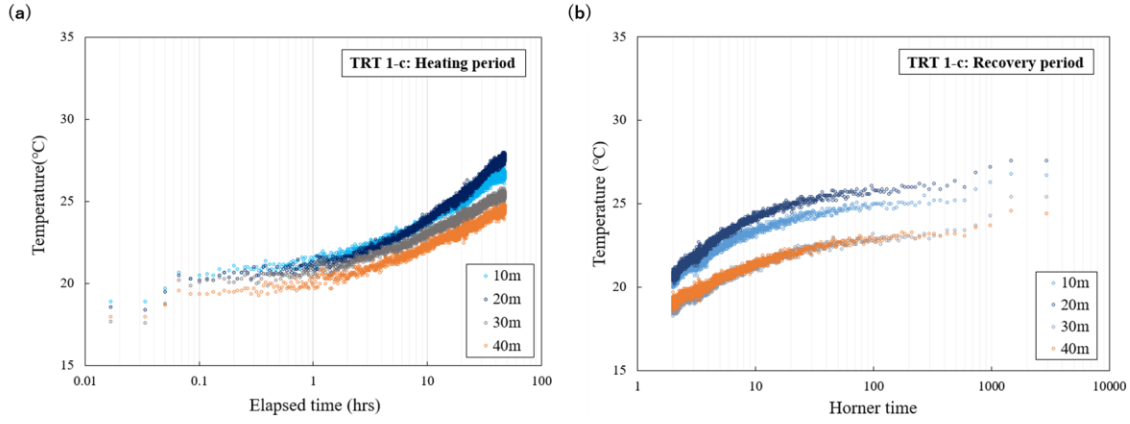 (a)
TRT 1-c: Heating period
35
30
25
20
15
Temperature(℃)
0.01
0.1
1
10
100
Elapsed time (hrs)
10m
20m
30m
40m
(b)
TRT 1-c: Recovery period
35
30
25
20
15
Temperature (℃)
1
10
100
1000
10000
Horner time
10m
20m
30m
40m